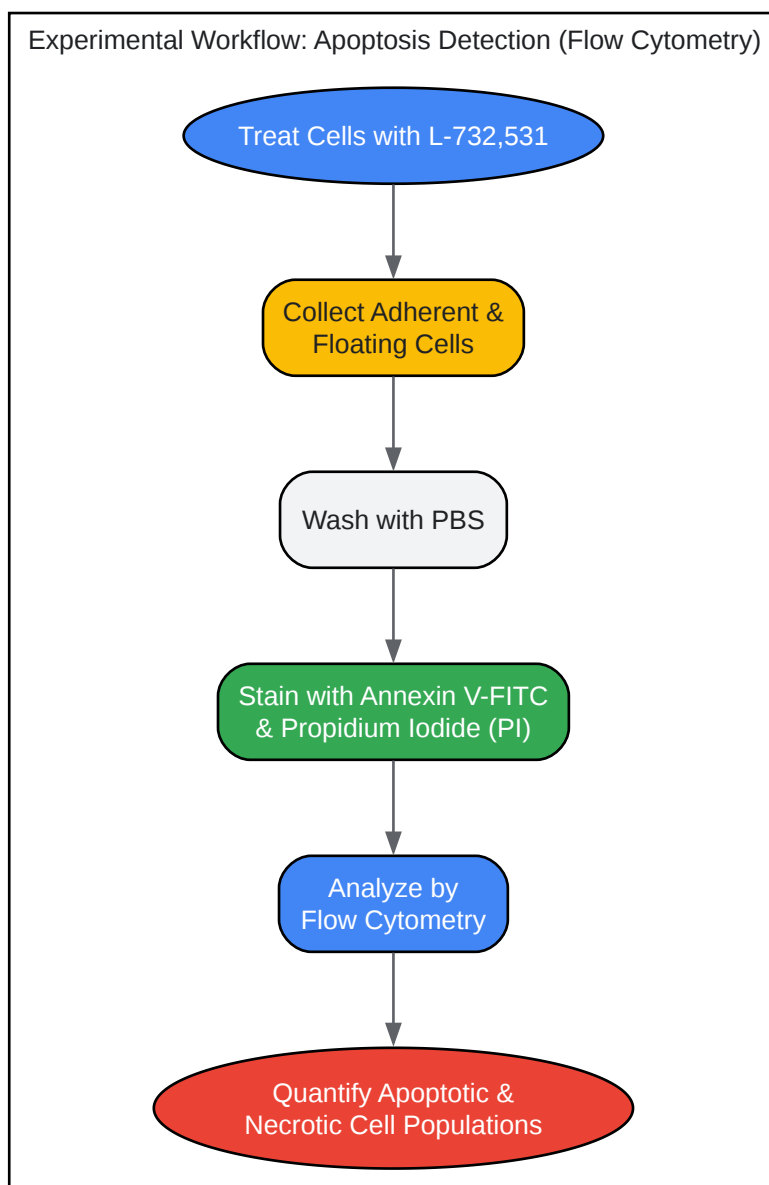 Experimental Workflow: Apoptosis Detection (Flow Cytometry)
Treat Cells with L-732,531
Collect Adherent &
Floating Cells
Wash with PBS
Stain with Annexin V-FITC
& Propidium Iodide (PI)
Analyze by
Flow Cytometry
Quantify Apoptotic &
Necrotic Cell Populations